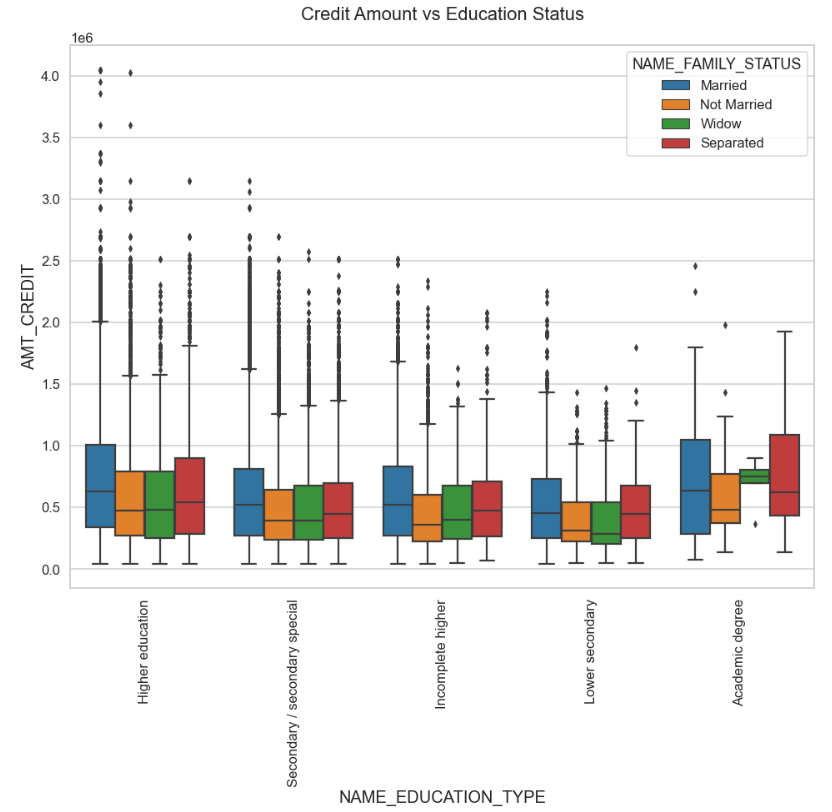 Credit Amount vs Education Status
1e6
NAME_FAMILY_STATUS
Married
Not Married
Widow
Separated
4.0
3.5
3.0
2.5
2.0
1.5
1.0
0.5
0.0
AMT_CREDIT
Higher education
Secondary / secondary special
Incomplete higher
Lower secondary
Academic degree
NAME_EDUCATION_TYPE